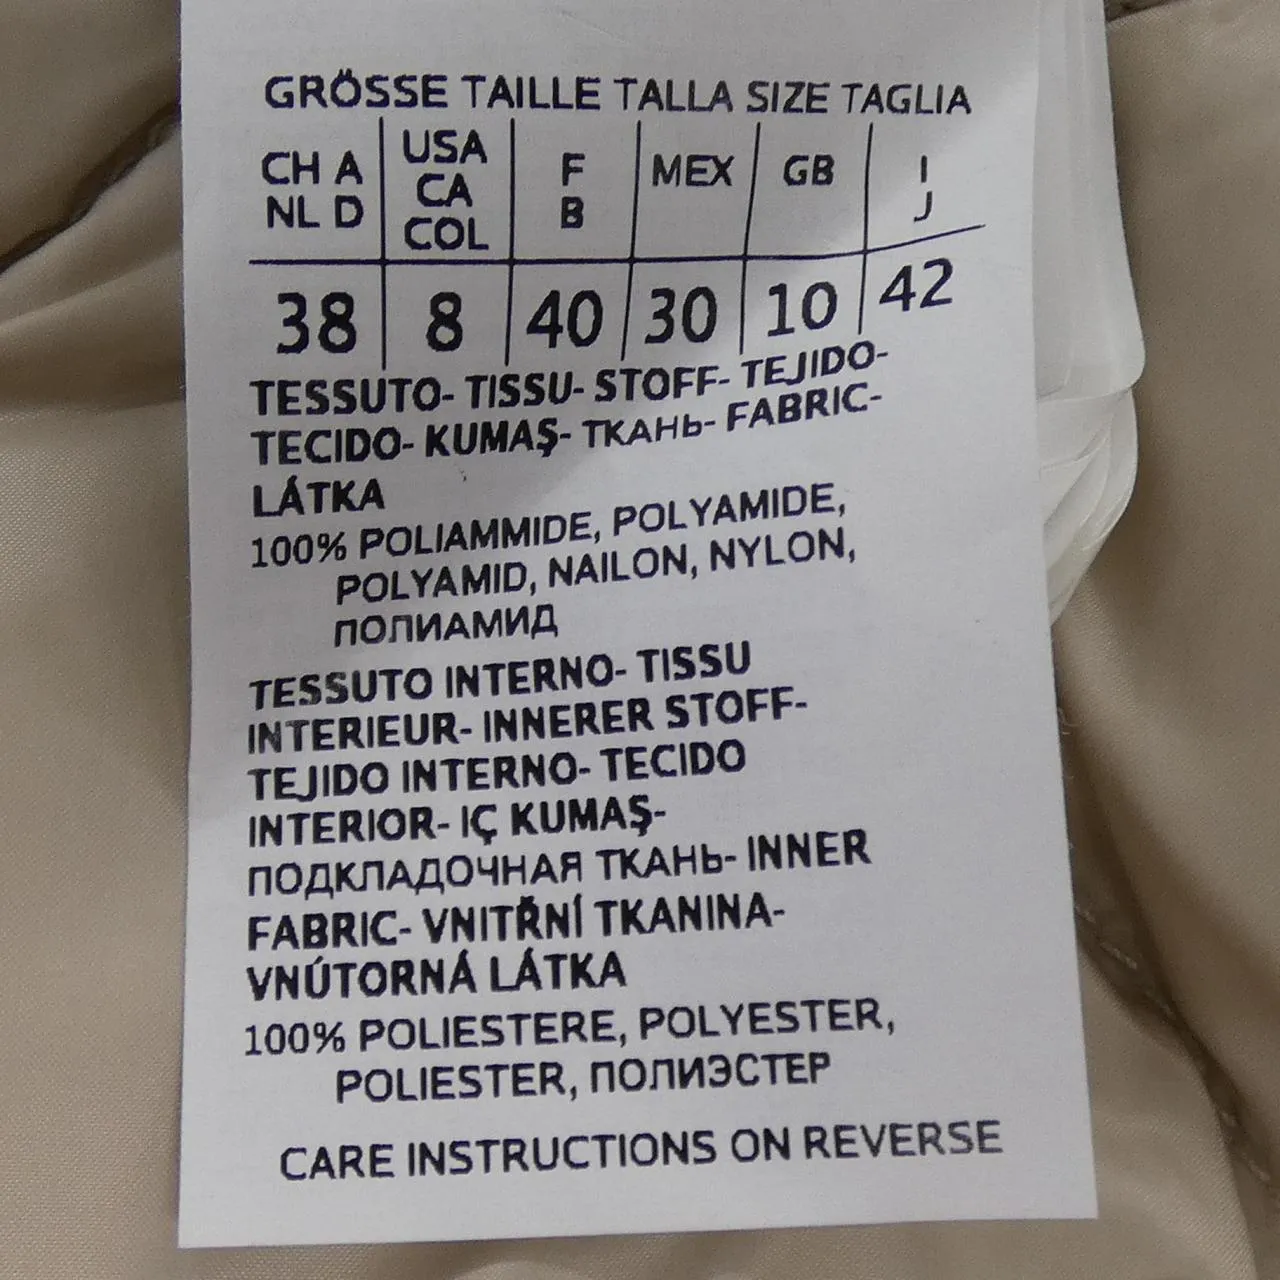 GRÖSSE TAILLE TALLA SIZE TAGLIA
CH A NL D | USA CA COL | F B | MEX | GB | I J
38 | 8 | 40 | 30 | 10 | 42
TESSUTO- TISSU- STOFF- TEJIDO-
TECIDO- KUMAŞ- ТКАНЬ- FABRIC-
LÁTKA
100% POLIAMMIDE, POLYAMIDE,
POLYAMID, NAILON, NYLON,
ПОЛИАМИД
TESSUTO INTERNO- TISSU
INTERIEUR- INNERER STOFF-
TEJIDO INTERNO- TECIDO
INTERIOR- IÇ KUMAŞ-
ПОДКЛАДОЧНАЯ ТКАНЬ- INNER
FABRIC- VNITŘNÍ TKANINA-
VNÚTORNÁ LÁTKA
100% POLIESTERE, POLYESTER,
POLIESTER, ПОЛИЭСТЕР
CARE INSTRUCTIONS ON REVERSE